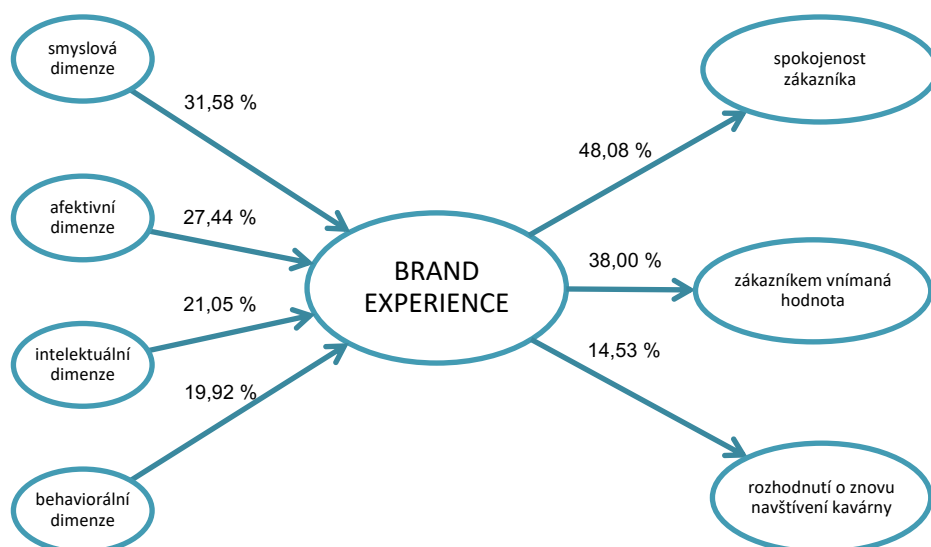 smyslová
dimenze
31,58 %
afektivní
dimenze
27,44 %
intelektuální
dimenze
21,05 %
behaviorální
dimenze
19,92 %
BRAND
EXPERIENCE
48,08 %
spokojenost
zákazníka
38,00 %
zákazníkem vnímaná
hodnota
14,53 %
rozhodnutí o znovu
navštívení kavárny